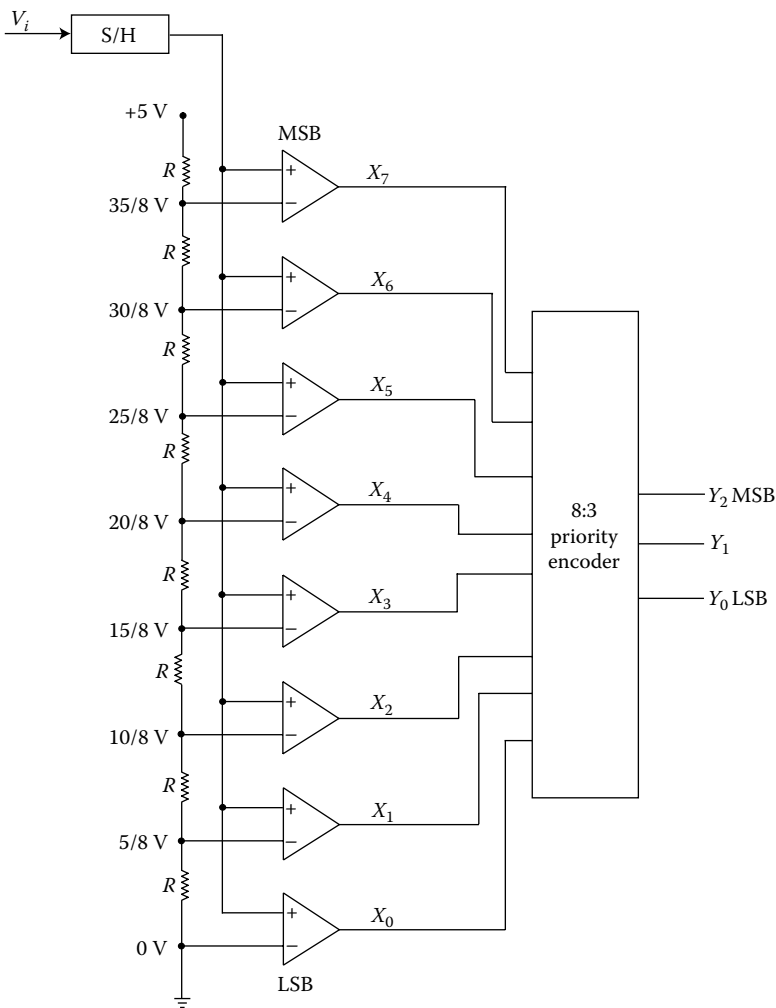 V_i
S/H
+5 V
MSB
R
X_7
35/8 V
R
X_6
30/8 V
R
X_5
25/8 V
R
X_4
20/8 V
8:3
priority
encoder
Y_2 MSB
Y_1
Y_0 LSB
R
X_3
15/8 V
R
X_2
10/8 V
R
X_1
5/8 V
R
X_0
0 V
LSB
+
−
+
−
+
−
+
−
+
−
+
−
+
−
+
−